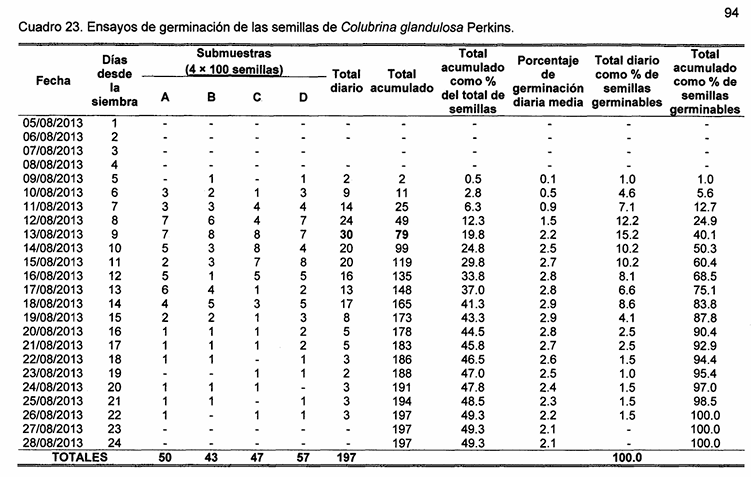 94
Cuadro 23. Ensayos de germinación de las semillas de Colubrina glandulosa Perkins.
Fecha | Días desde la siembra | Submuestras (4 × 100 semillas) A | B | C | D | Total diario | Total acumulado | Total acumulado como % del total de semillas | Porcentaje de germinación diaria media | Total diario como % de semillas germinables | Total acumulado como % de semillas germinables
05/08/2013 1 - - - - - - - - - -
06/08/2013 2 - - - - - - - - - -
07/08/2013 3 - - - - - - - - - -
08/08/2013 4 - - - - - - - - - -
09/08/2013 5 - 1 - 1 2 2 0.5 0.1 1.0 1.0
10/08/2013 6 3 2 1 3 9 11 2.8 0.5 4.6 5.6
11/08/2013 7 3 3 4 4 14 25 6.3 0.9 7.1 12.7
12/08/2013 8 7 6 4 7 24 49 12.3 1.5 12.2 24.9
13/08/2013 9 7 8 8 7 30 79 19.8 2.2 15.2 40.1
14/08/2013 10 5 3 8 4 20 99 24.8 2.5 10.2 50.3
15/08/2013 11 2 3 7 8 20 119 29.8 2.7 10.2 60.4
16/08/2013 12 5 1 5 5 16 135 33.8 2.8 8.1 68.5
17/08/2013 13 6 4 1 2 13 148 37.0 2.8 6.6 75.1
18/08/2013 14 4 5 3 5 17 165 41.3 2.9 8.6 83.8
19/08/2013 15 2 2 1 3 8 173 43.3 2.9 4.1 87.8
20/08/2013 16 1 1 1 2 5 178 44.5 2.8 2.5 90.4
21/08/2013 17 1 1 1 2 5 183 45.8 2.7 2.5 92.9
22/08/2013 18 1 1 - 1 3 186 46.5 2.6 1.5 94.4
23/08/2013 19 - - 1 1 2 188 47.0 2.5 1.0 95.4
24/08/2013 20 1 1 1 - 3 191 47.8 2.4 1.5 97.0
25/08/2013 21 1 1 - 1 3 194 48.5 2.3 1.5 98.5
26/08/2013 22 1 - 1 1 3 197 49.3 2.2 1.5 100.0
27/08/2013 23 - - - - - 197 49.3 2.1 - 100.0
28/08/2013 24 - - - - - 197 49.3 2.1 - 100.0
TOTALES 50 43 47 57 197 100.0